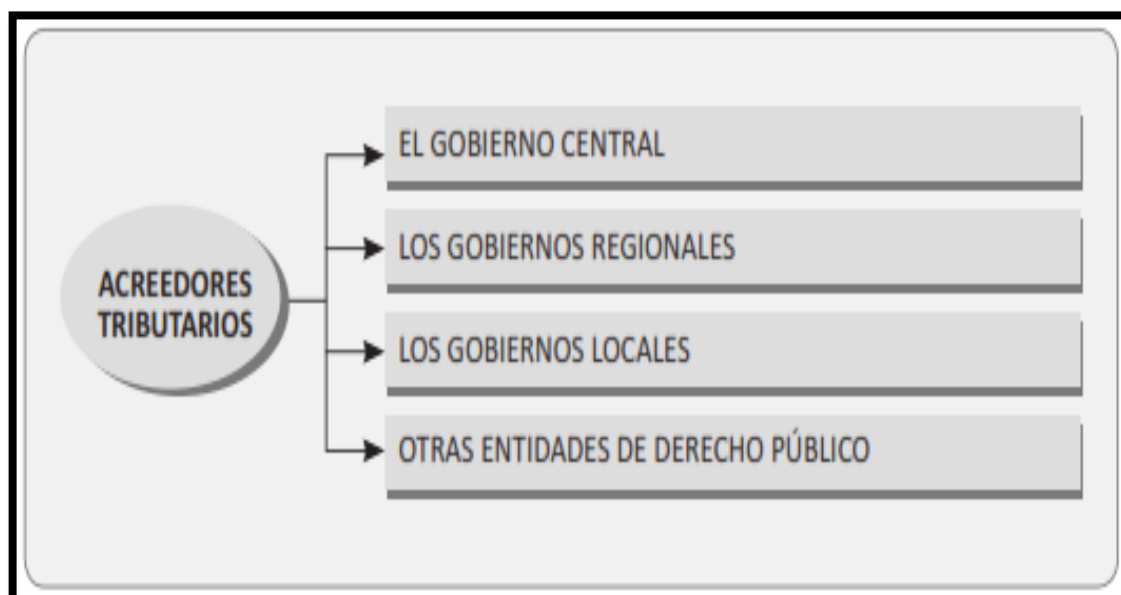 ACREEDORES
TRIBUTARIOS
EL GOBIERNO CENTRAL
LOS GOBIERNOS REGIONALES
LOS GOBIERNOS LOCALES
OTRAS ENTIDADES DE DERECHO PÚBLICO